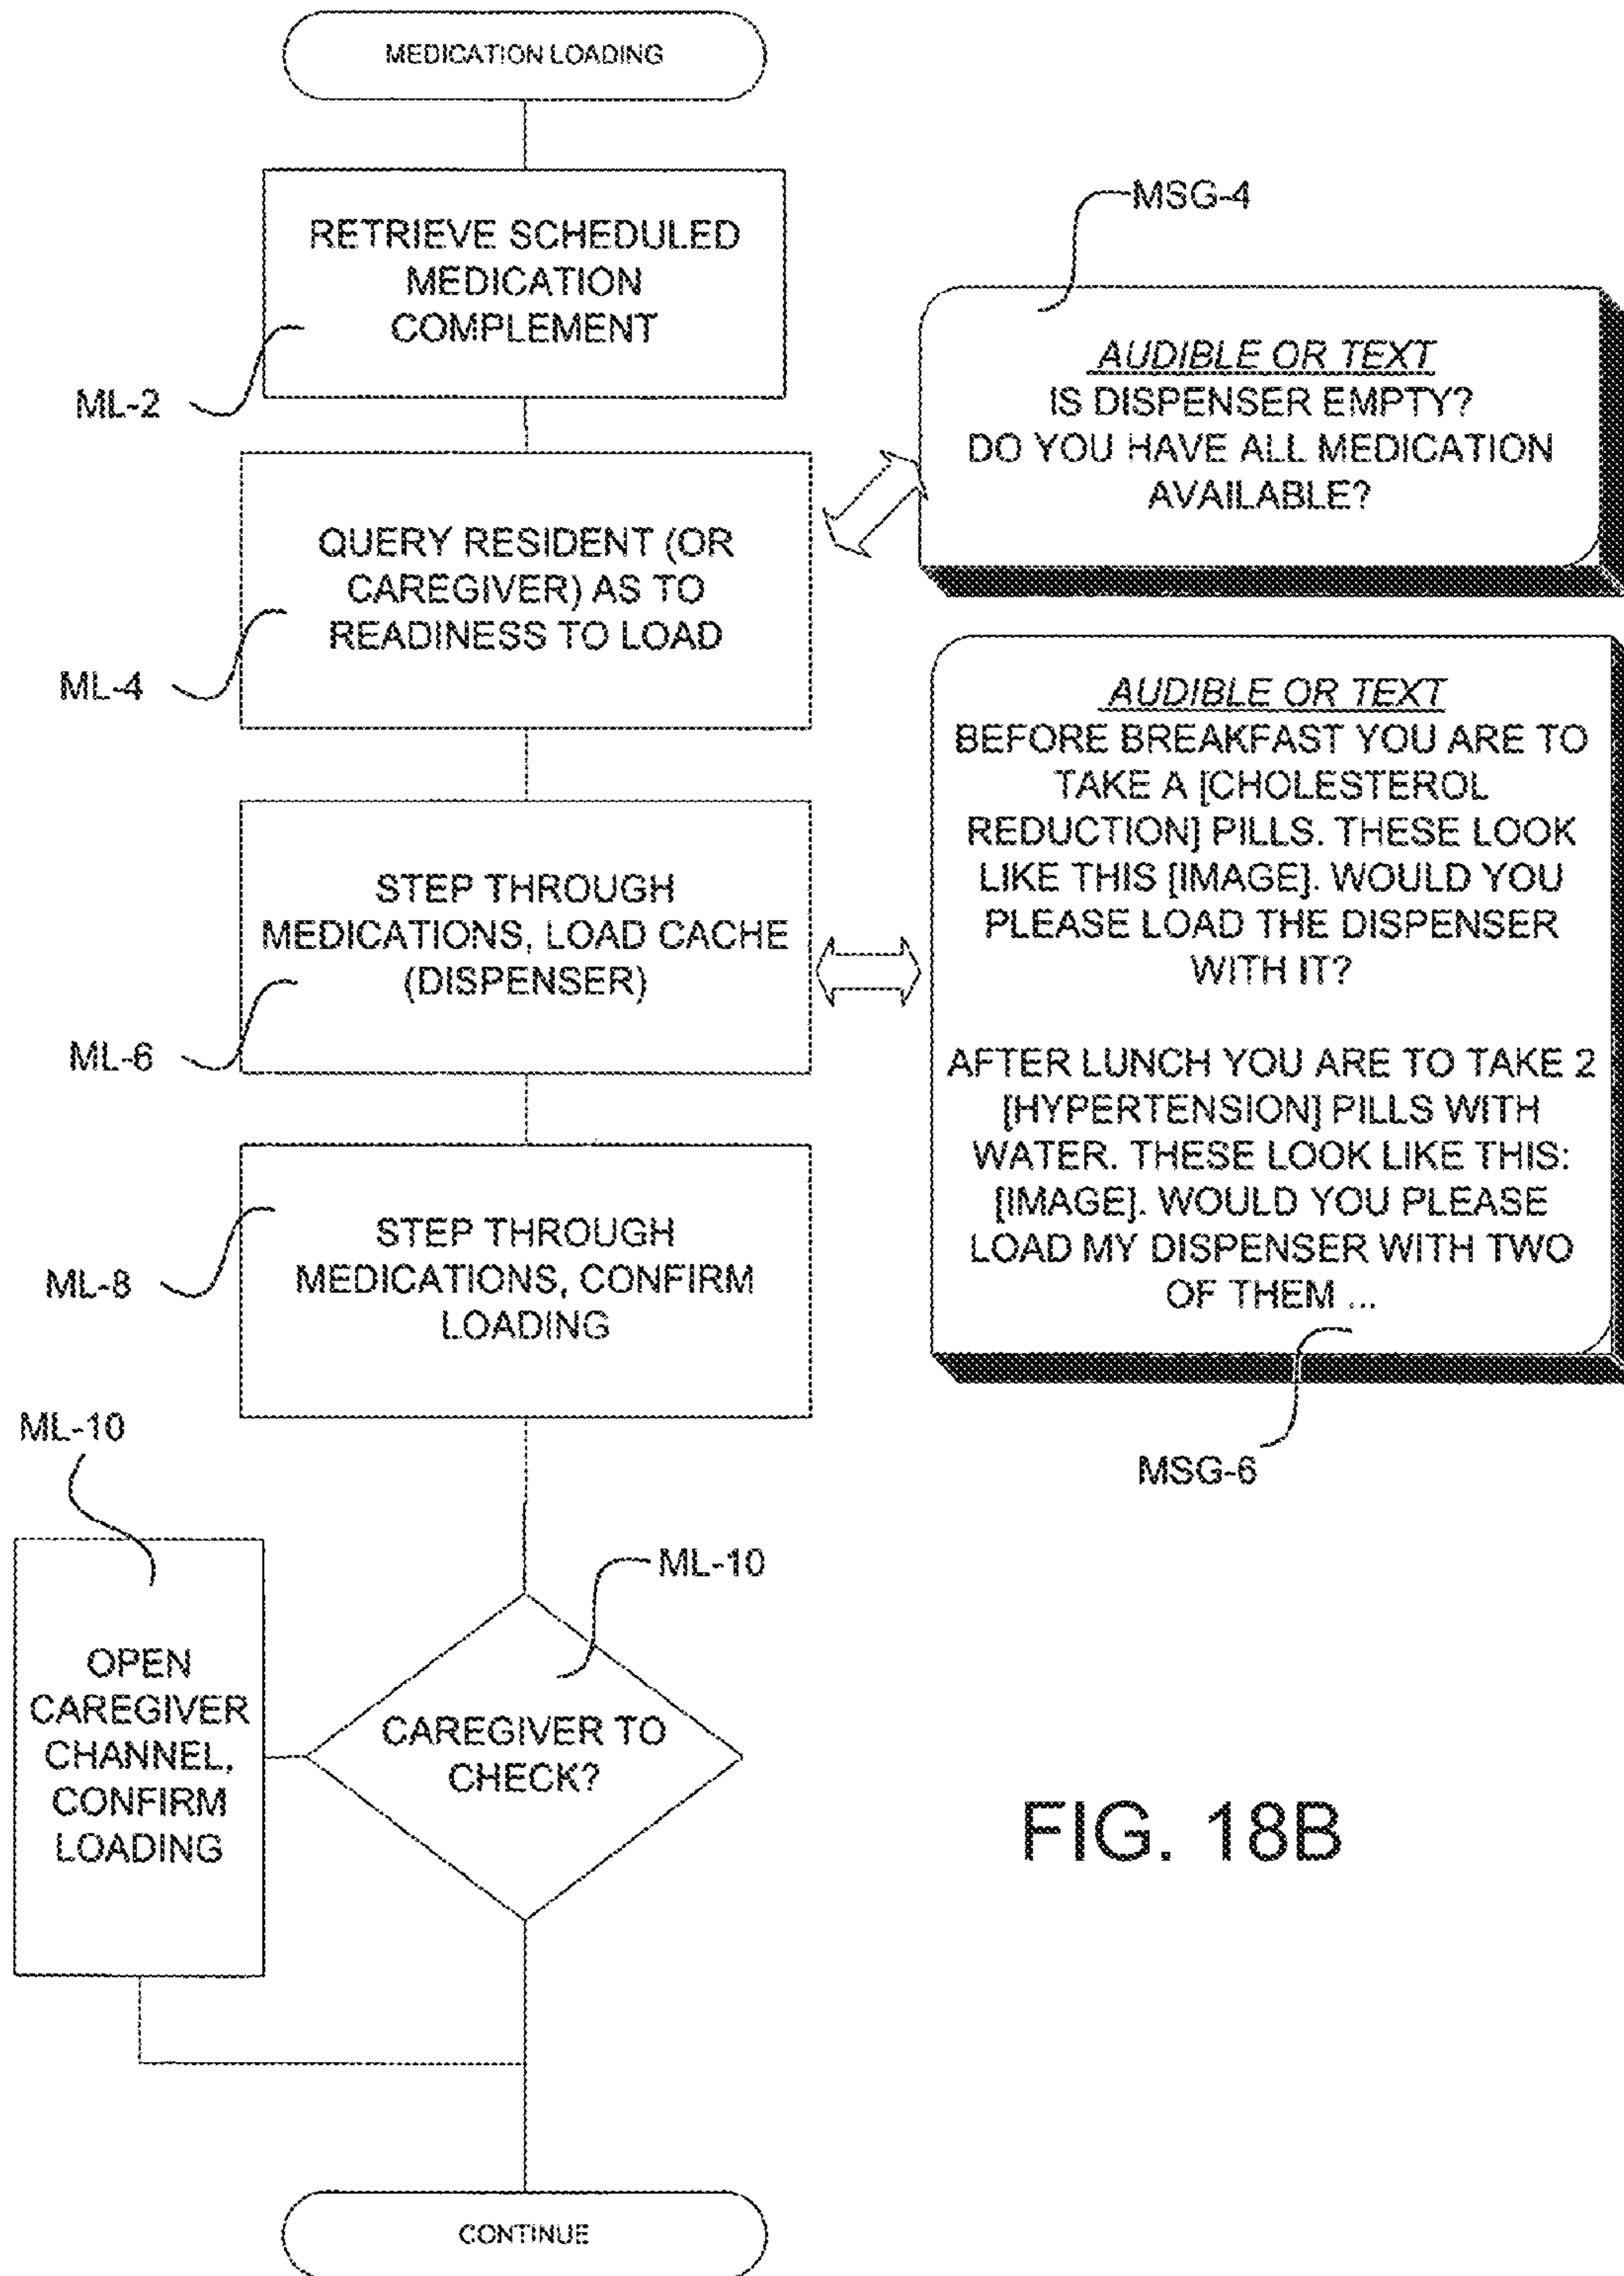 MEDICATION LOADING
RETRIEVE SCHEDULED
MEDICATION
COMPLEMENT
ML-2
MSG-4
AUDIBLE OR TEXT
IS DISPENSER EMPTY?
DO YOU HAVE ALL MEDICATION
AVAILABLE?
QUERY RESIDENT (OR
CAREGIVER) AS TO
READINESS TO LOAD
ML-4
AUDIBLE OR TEXT
BEFORE BREAKFAST YOU ARE TO
TAKE A [CHOLESTEROL
REDUCTION] PILLS. THESE LOOK
LIKE THIS [IMAGE]. WOULD YOU
PLEASE LOAD THE DISPENSER
WITH IT?
AFTER LUNCH YOU ARE TO TAKE 2
[HYPERTENSION] PILLS WITH
WATER. THESE LOOK LIKE THIS:
[IMAGE]. WOULD YOU PLEASE
LOAD MY DISPENSER WITH TWO
OF THEM ...
MSG-6
STEP THROUGH
MEDICATIONS, LOAD CACHE
(DISPENSER)
ML-6
STEP THROUGH
MEDICATIONS, CONFIRM
LOADING
ML-8
ML-10
OPEN
CAREGIVER
CHANNEL,
CONFIRM
LOADING
ML-10
CAREGIVER TO
CHECK?
FIG. 18B
CONTINUE